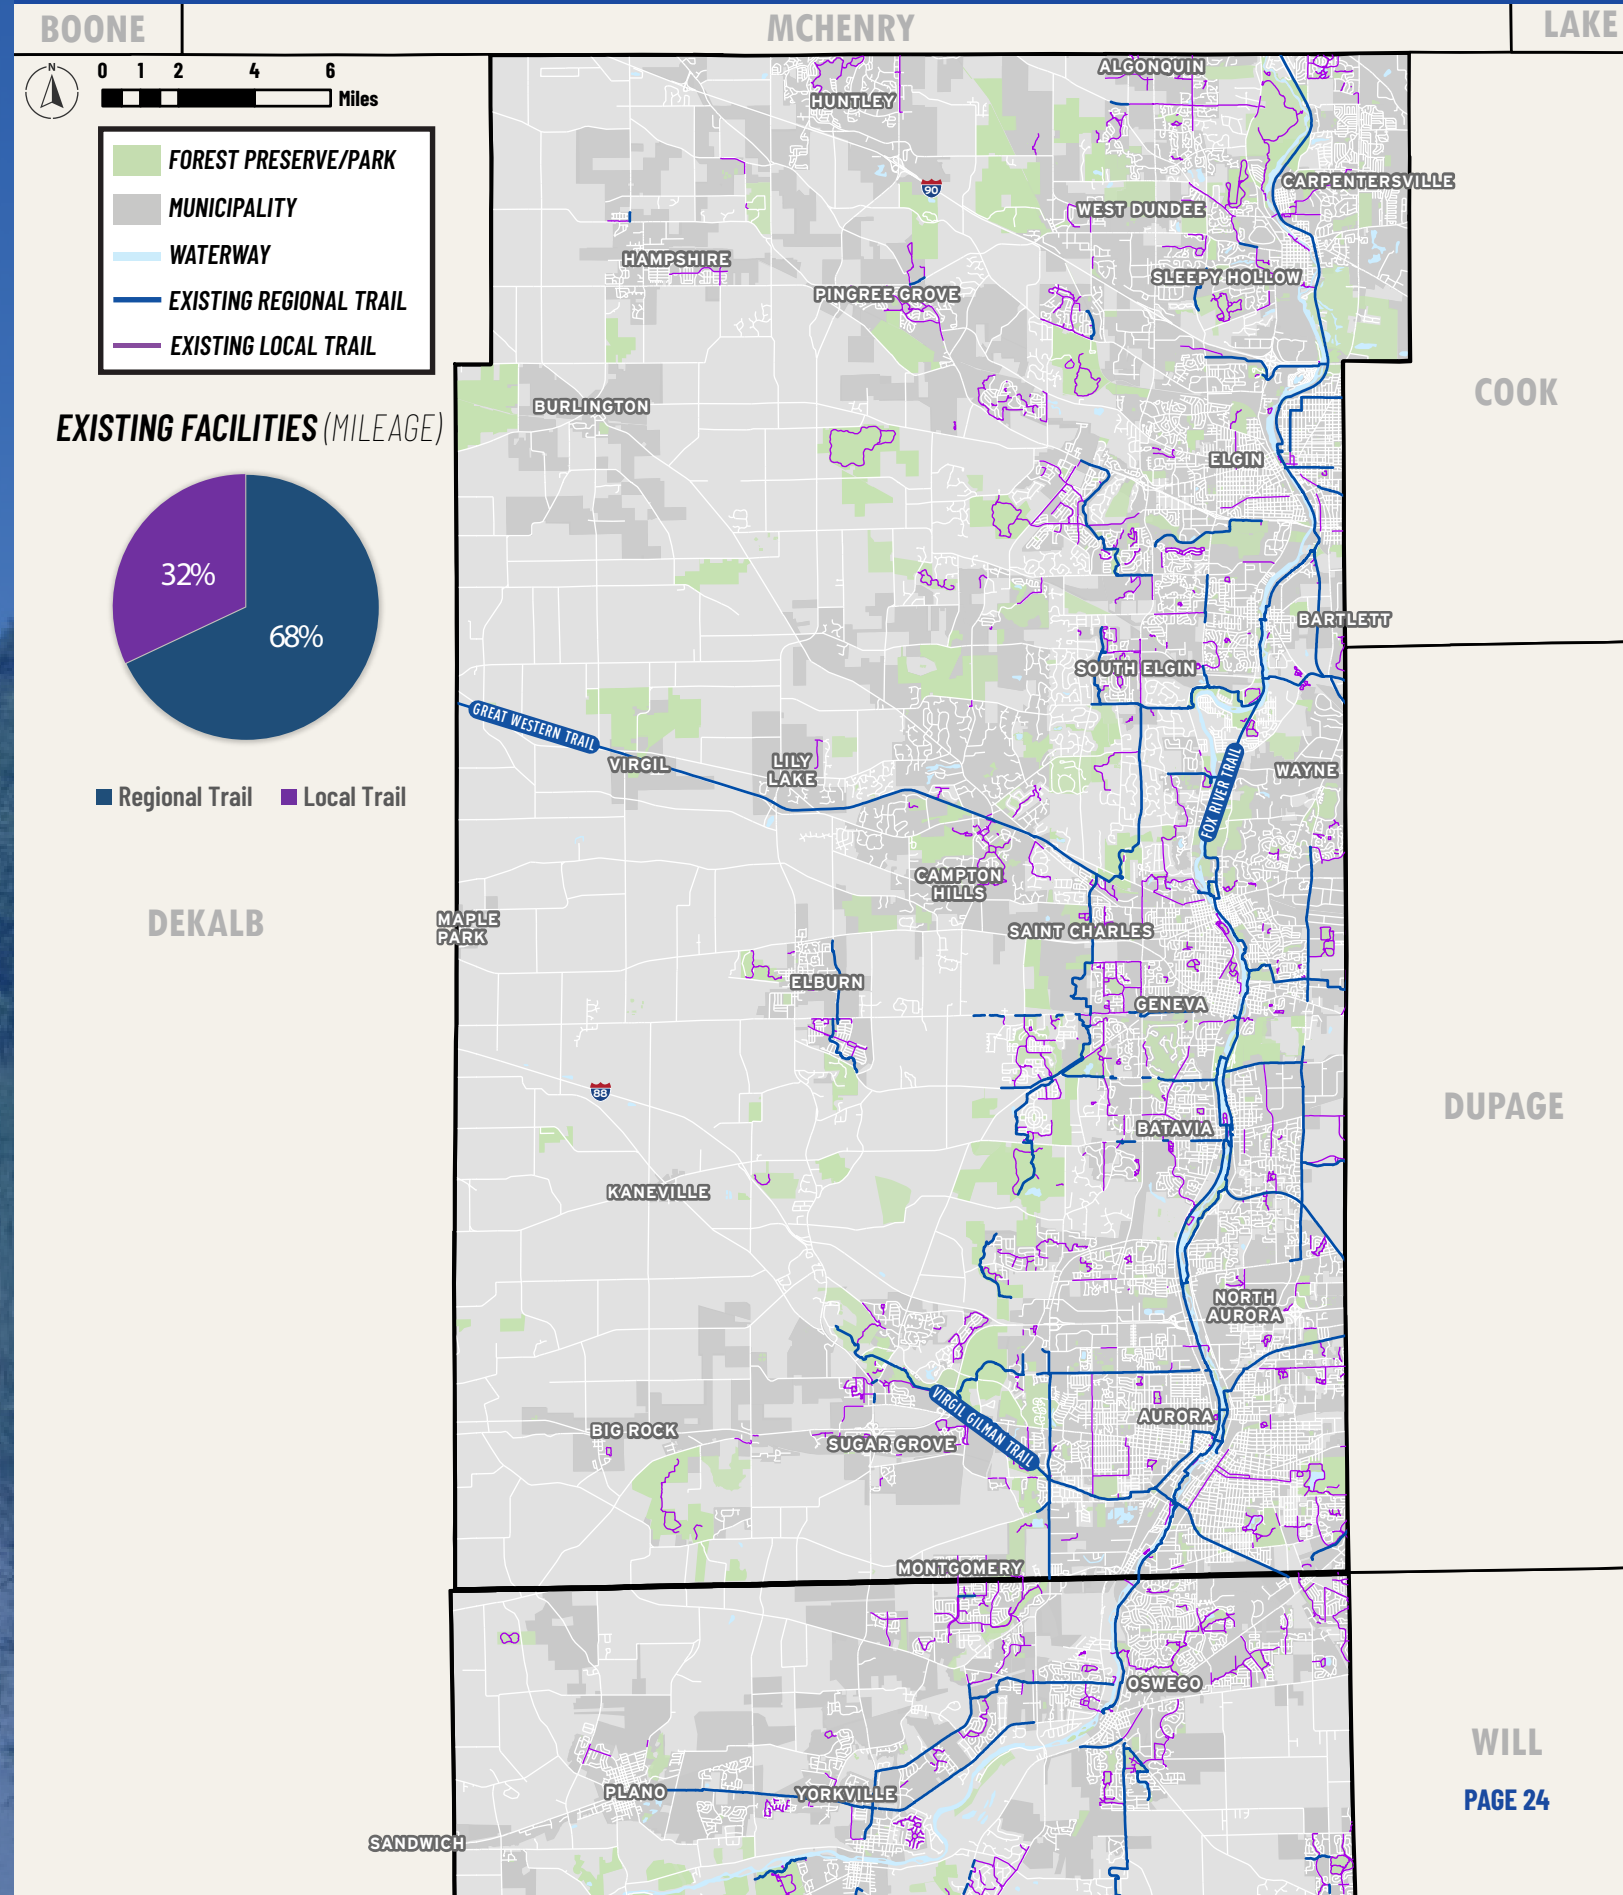 BOONE
MCHENRY
LAKE
N
0 1 2 4 6
Miles
FOREST PRESERVE/PARK
MUNICIPALITY
WATERWAY
EXISTING REGIONAL TRAIL
EXISTING LOCAL TRAIL
EXISTING FACILITIES (MILEAGE)
32%
68%
Regional Trail Local Trail
ALGONQUIN
HUNTLEY
90
CARPENTERSVILLE
WEST DUNDEE
HAMPSHIRE
SLEEPY HOLLOW
PINGREE GROVE
COOK
BURLINGTON
ELGIN
BARTLETT
SOUTH ELGIN
GREAT WESTERN TRAIL
VIRGIL
LILY
LAKE
WAYNE
FOX RIVER TRAIL
CAMPTON
HILLS
DEKALB
MAPLE
PARK
SAINT CHARLES
ELBURN
GENEVA
88
DUPAGE
BATAVIA
KANEVILLE
NORTH
AURORA
VIRGIL GILMAN TRAIL
AURORA
BIG ROCK
SUGAR GROVE
MONTGOMERY
OSWEGO
WILL
PLANO
YORKVILLE
PAGE 24
SANDWICH